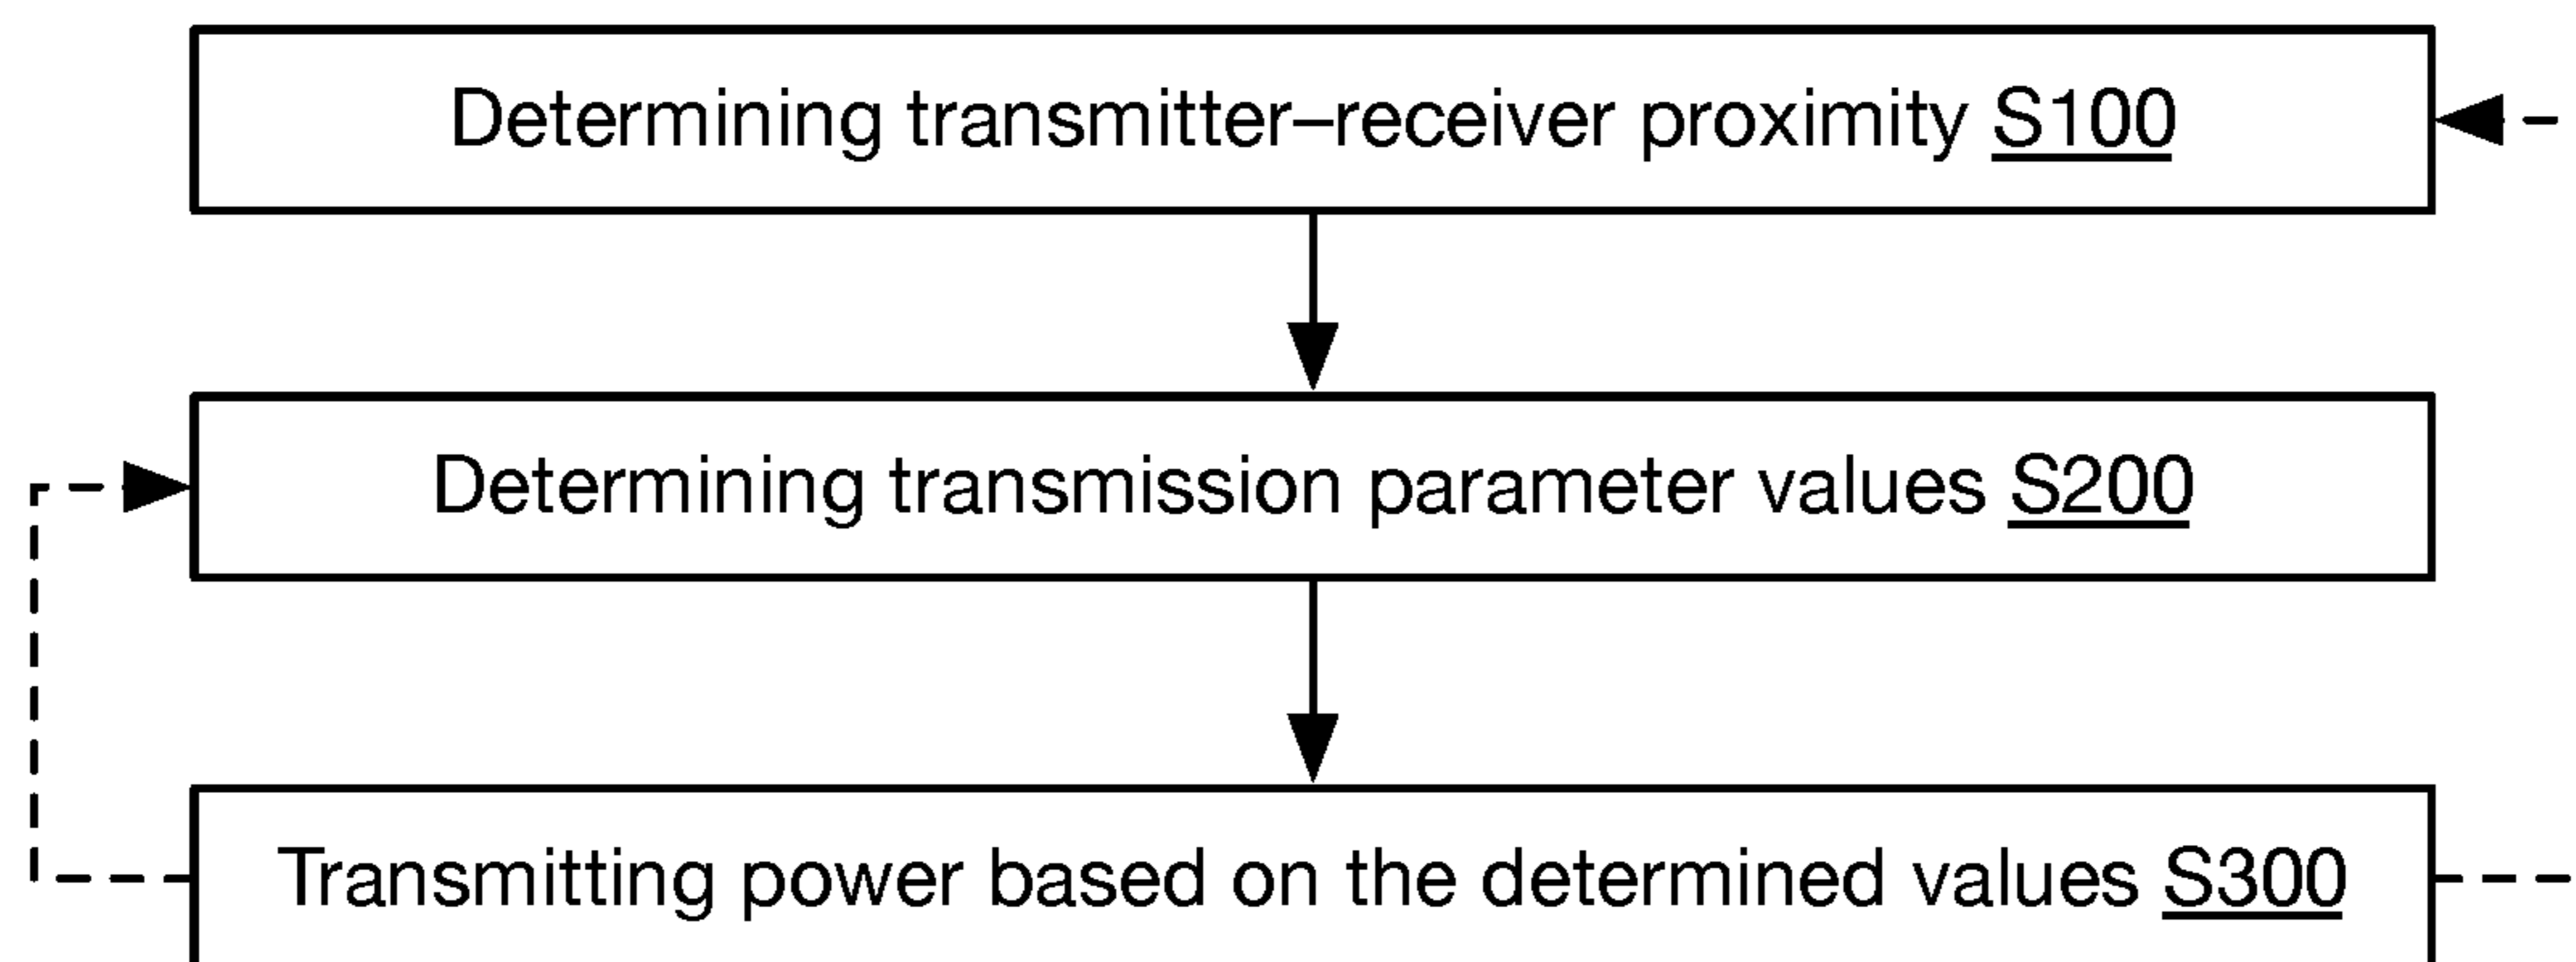 Determining transmitter–receiver proximity S100
Determining transmission parameter values S200
Transmitting power based on the determined values S300